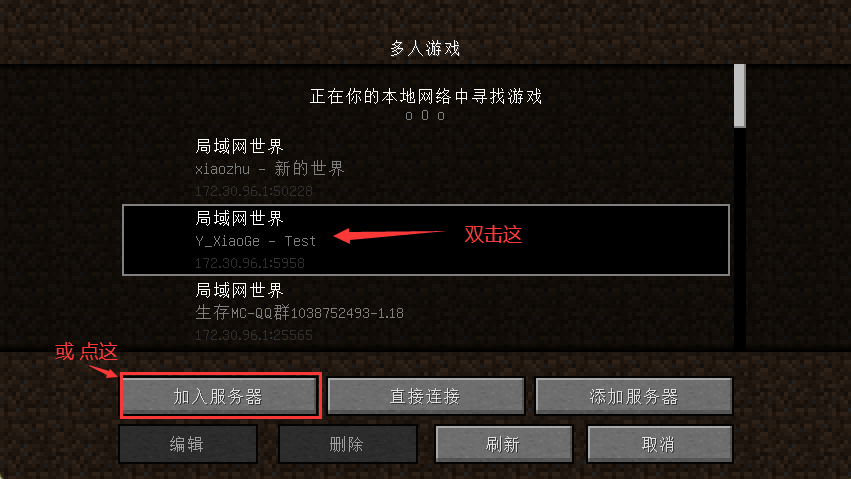 多人游戏
正在你的本地网络中寻找游戏
o O o
局域网世界
xiaozhu - 新的世界
172.30.96.1:50228
局域网世界
Y_XiaoGe - Test
双击这
172.30.96.1:5958
局域网世界
生存MC-QQ群1038752493-1.18
172.30.96.1:25565
或 点这
加入服务器
直接连接
添加服务器
编辑
删除
刷新
取消